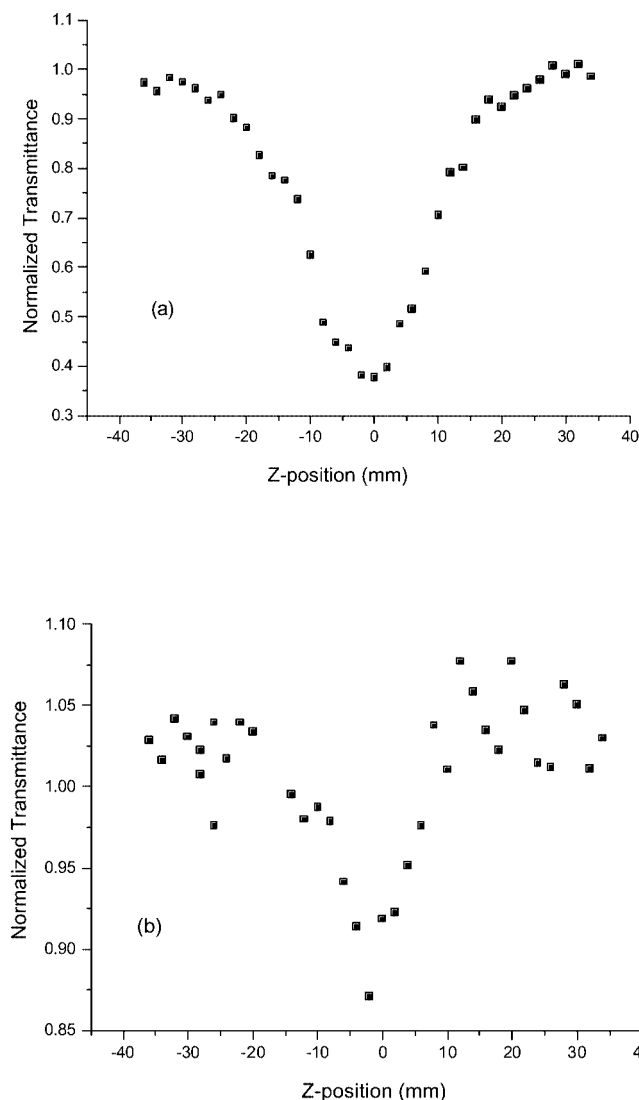 1.1
1.0
0.9
0.8
0.7
0.6
0.5
0.4
0.3
Normalized Transmittance
(a)
-40 -30 -20 -10 0 10 20 30 40
Z-position (mm)
1.10
1.05
1.00
0.95
0.90
0.85
Normalized Transmittance
(b)
-40 -30 -20 -10 0 10 20 30 4
Z-position (mm)